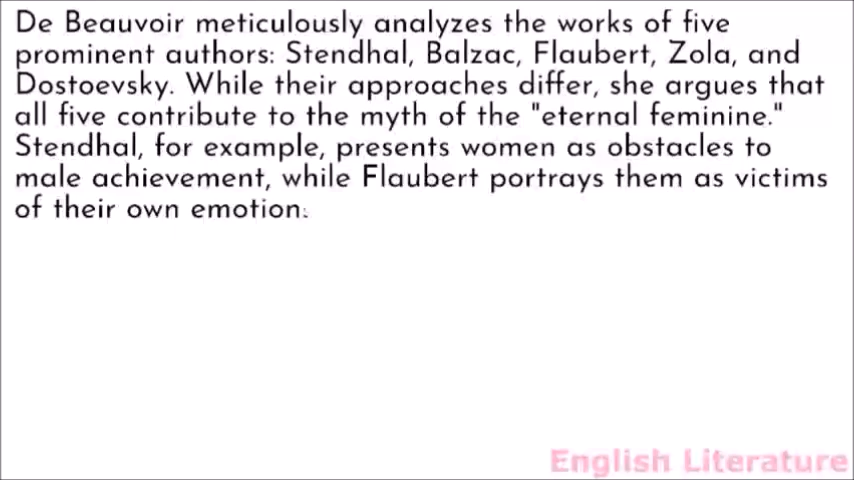 De Beauvoir meticulously analyzes the works of five
prominent authors: Stendhal, Balzac, Flaubert, Zola, and
Dostoevsky. While their approaches differ, she argues that
all five contribute to the myth of the "eternal feminine."
Stendhal, for example, presents women as obstacles to
male achievement, while Flaubert portrays them as victims
of their own emotion
English Literature